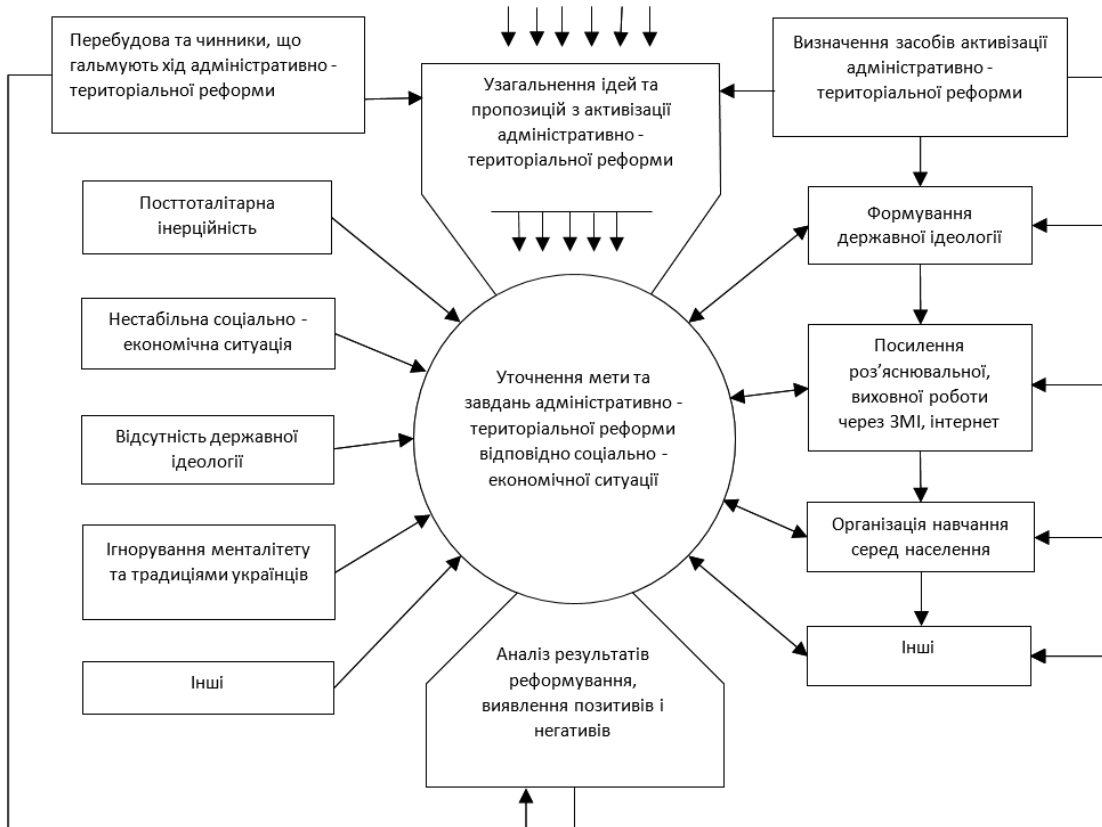 Перебудова та чинники, що
гальмують хід адміністративно -
територіальної реформи
Узагальнення ідей та
пропозицій з активізації
адміністративно -
територіальної реформи
Визначення засобів активізації
адміністративно -
територіальної реформи
Посттоталітарна
інерційність
Нестабільна соціально -
економічна ситуація
Відсутність державної
ідеології
Ігнорування менталітету
та традиціями українців
Інші
Уточнення мети та
завдань адміністративно -
територіальної реформи
відповідно соціально -
економічної ситуації
Формування
державної ідеології
Посилення
роз’яснювальної,
виховної роботи
через ЗМІ, інтернет
Організація навчання
серед населення
Інші
Аналіз результатів
реформування,
виявлення позитивів і
негативів